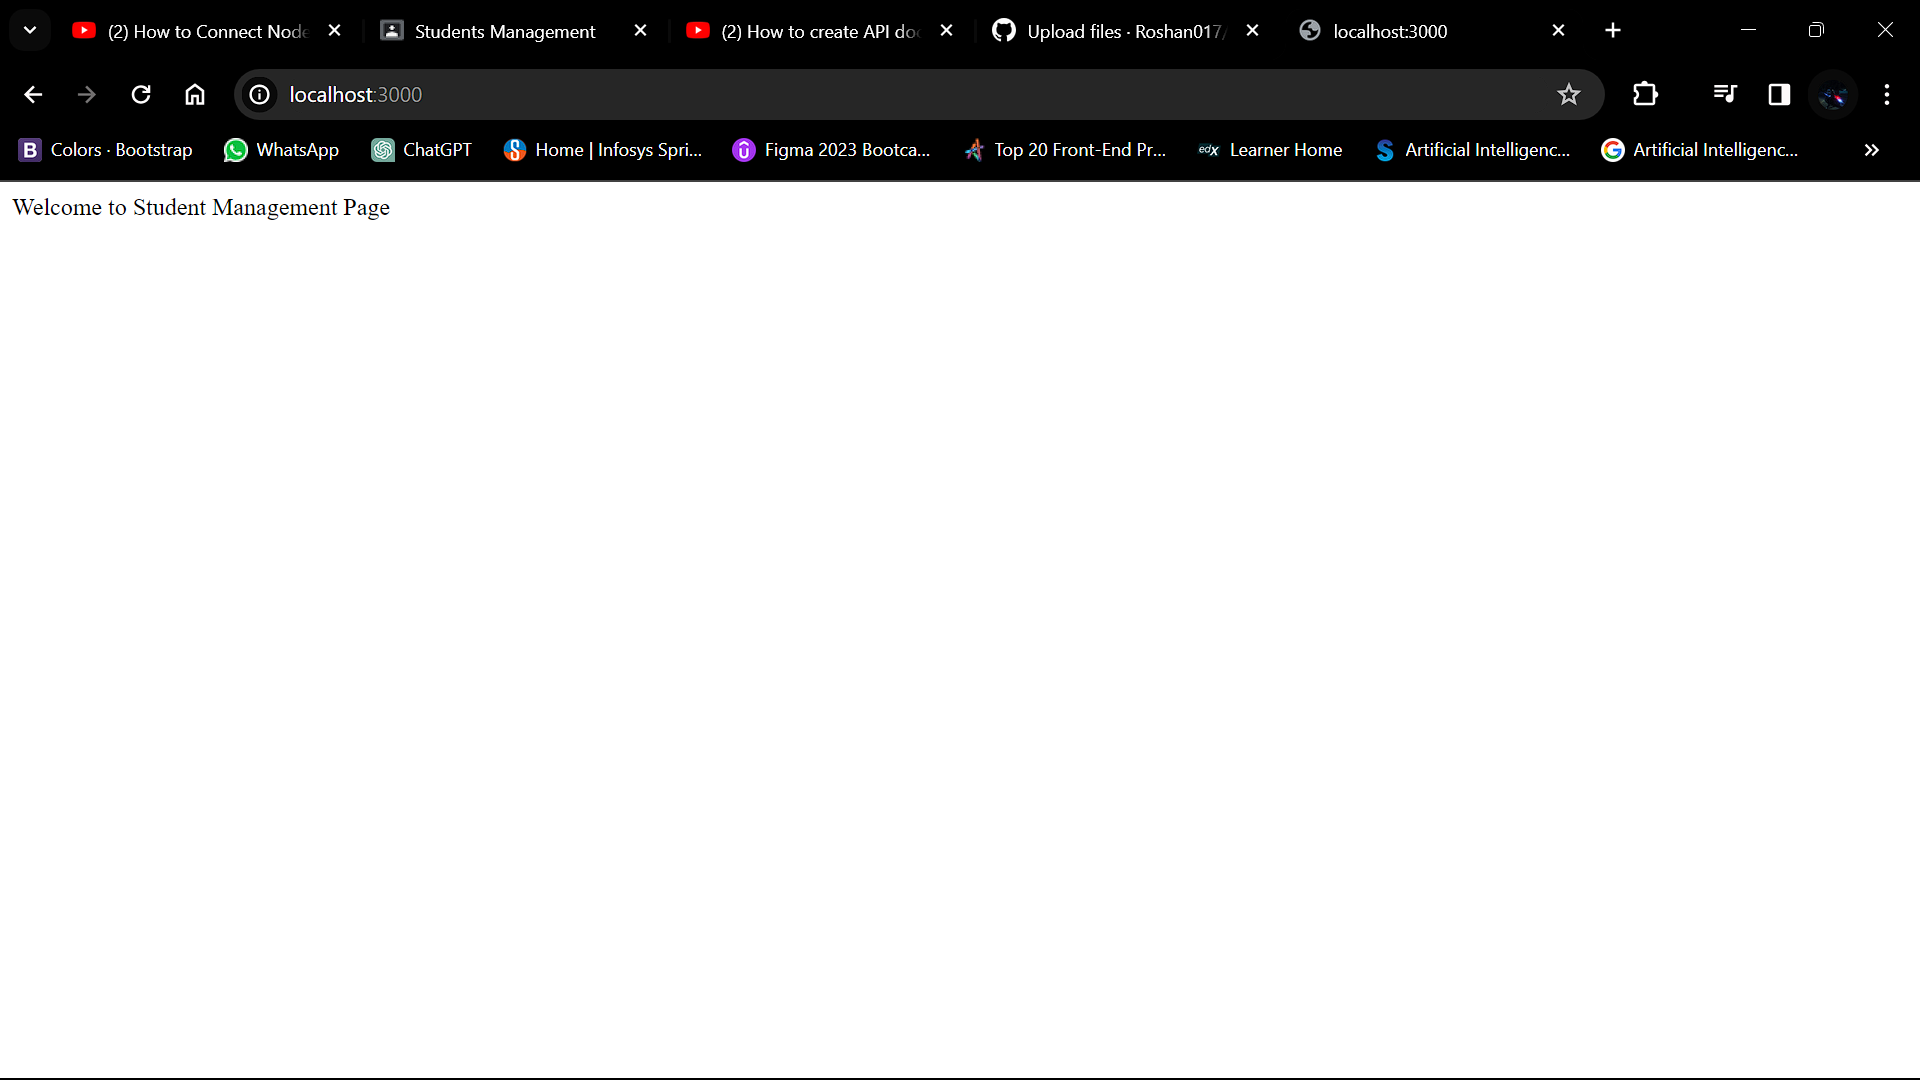 (2) How to Connect Node
Students Management
(2) How to create API doc
Upload files · Roshan017/
localhost:3000
localhost:3000
Colors · Bootstrap
WhatsApp
ChatGPT
Home | Infosys Spri...
Figma 2023 Bootca...
Top 20 Front-End Pr...
edx Learner Home
Artificial Intelligenc...
Artificial Intelligenc...
Welcome to Student Management Page